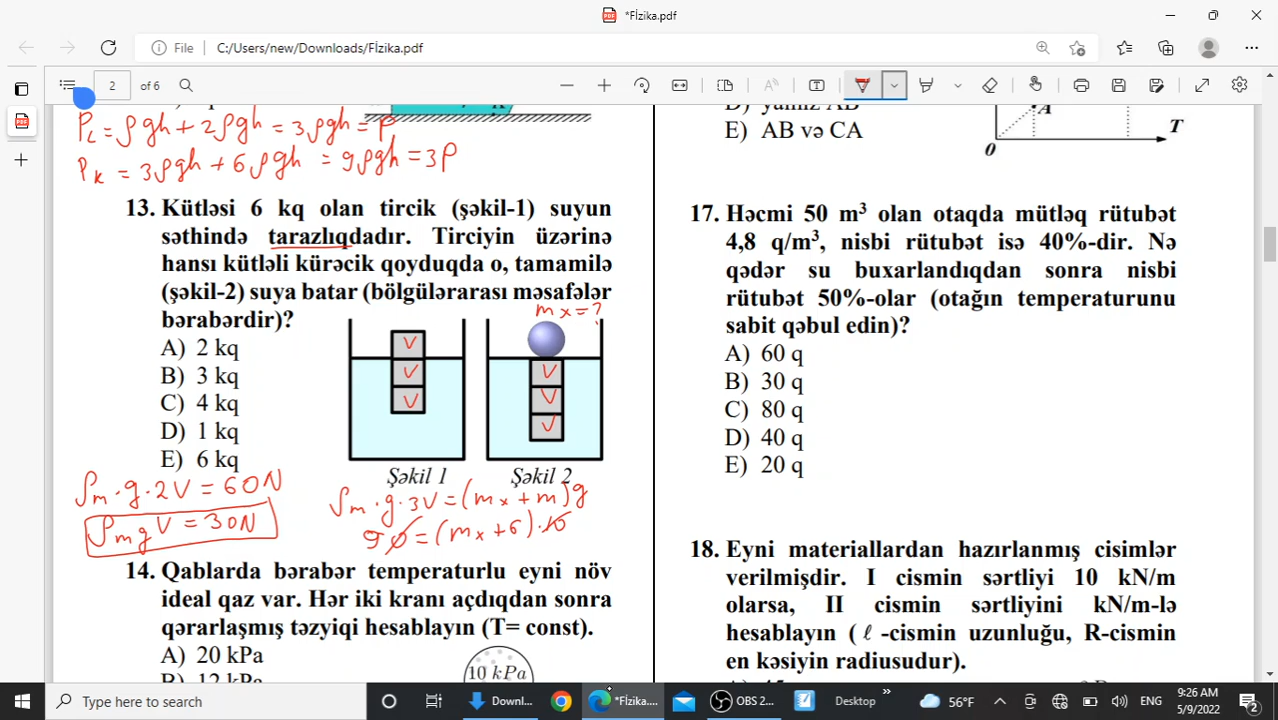 *Fİzika.pdf
File
C:/Users/new/Downloads/Fİzika.pdf
2 of 6
P_L = ρgh + 2ρgh = 3ρgh = P,
P_K = 3ρgh + 6ρgh = 9ρgh = 3P
13. Kütləsi 6 kq olan tircik (şəkil-1) suyun
səthində tarazlıqdadır. Tirciyin üzərinə
hansı kütləli kürəcik qoyduqda o, tamamilə
(şəkil-2) suya batar (bölgülərarası məsafələr
bərabərdir)?
A) 2 kq
B) 3 kq
C) 4 kq
D) 1 kq
E) 6 kq
m x = ?
V
V
V
V
V
V
Şəkil 1
Şəkil 2
ρm · g · 2V = 60N
ρm g V = 30N
ρm · g · 3V = (mx + m)g
90 = (mx + 6) · 10
14. Qablarda bərabər temperaturlu eyni növ
ideal qaz var. Hər iki kranı açdıqdan sonra
qərarlaşmış təzyiqi hesablayın (T= const).
A) 20 kPa
10 kPa
E) AB və CA
A
T
0
17. Həcmi 50 m³ olan otaqda mütləq rütubət
4,8 q/m³, nisbi rütubət isə 40%-dir. Nə
qədər su buxarlandıqdan sonra nisbi
rütubət 50%-olar (otağın temperaturunu
sabit qəbul edin)?
A) 60 q
B) 30 q
C) 80 q
D) 40 q
E) 20 q
18. Eyni materiallardan hazırlanmış cisimlər
verilmişdir. I cismin sərtliyi 10 kN/m
olarsa, II cismin sərtliyini kN/m-lə
hesablayın (ℓ -cismin uzunluğu, R-cismin
en kəsiyin radiusudur).
Type here to search
Downl...
*Fİzika....
OBS 2...
Desktop
56°F
ENG
9:26 AM
5/9/2022
2